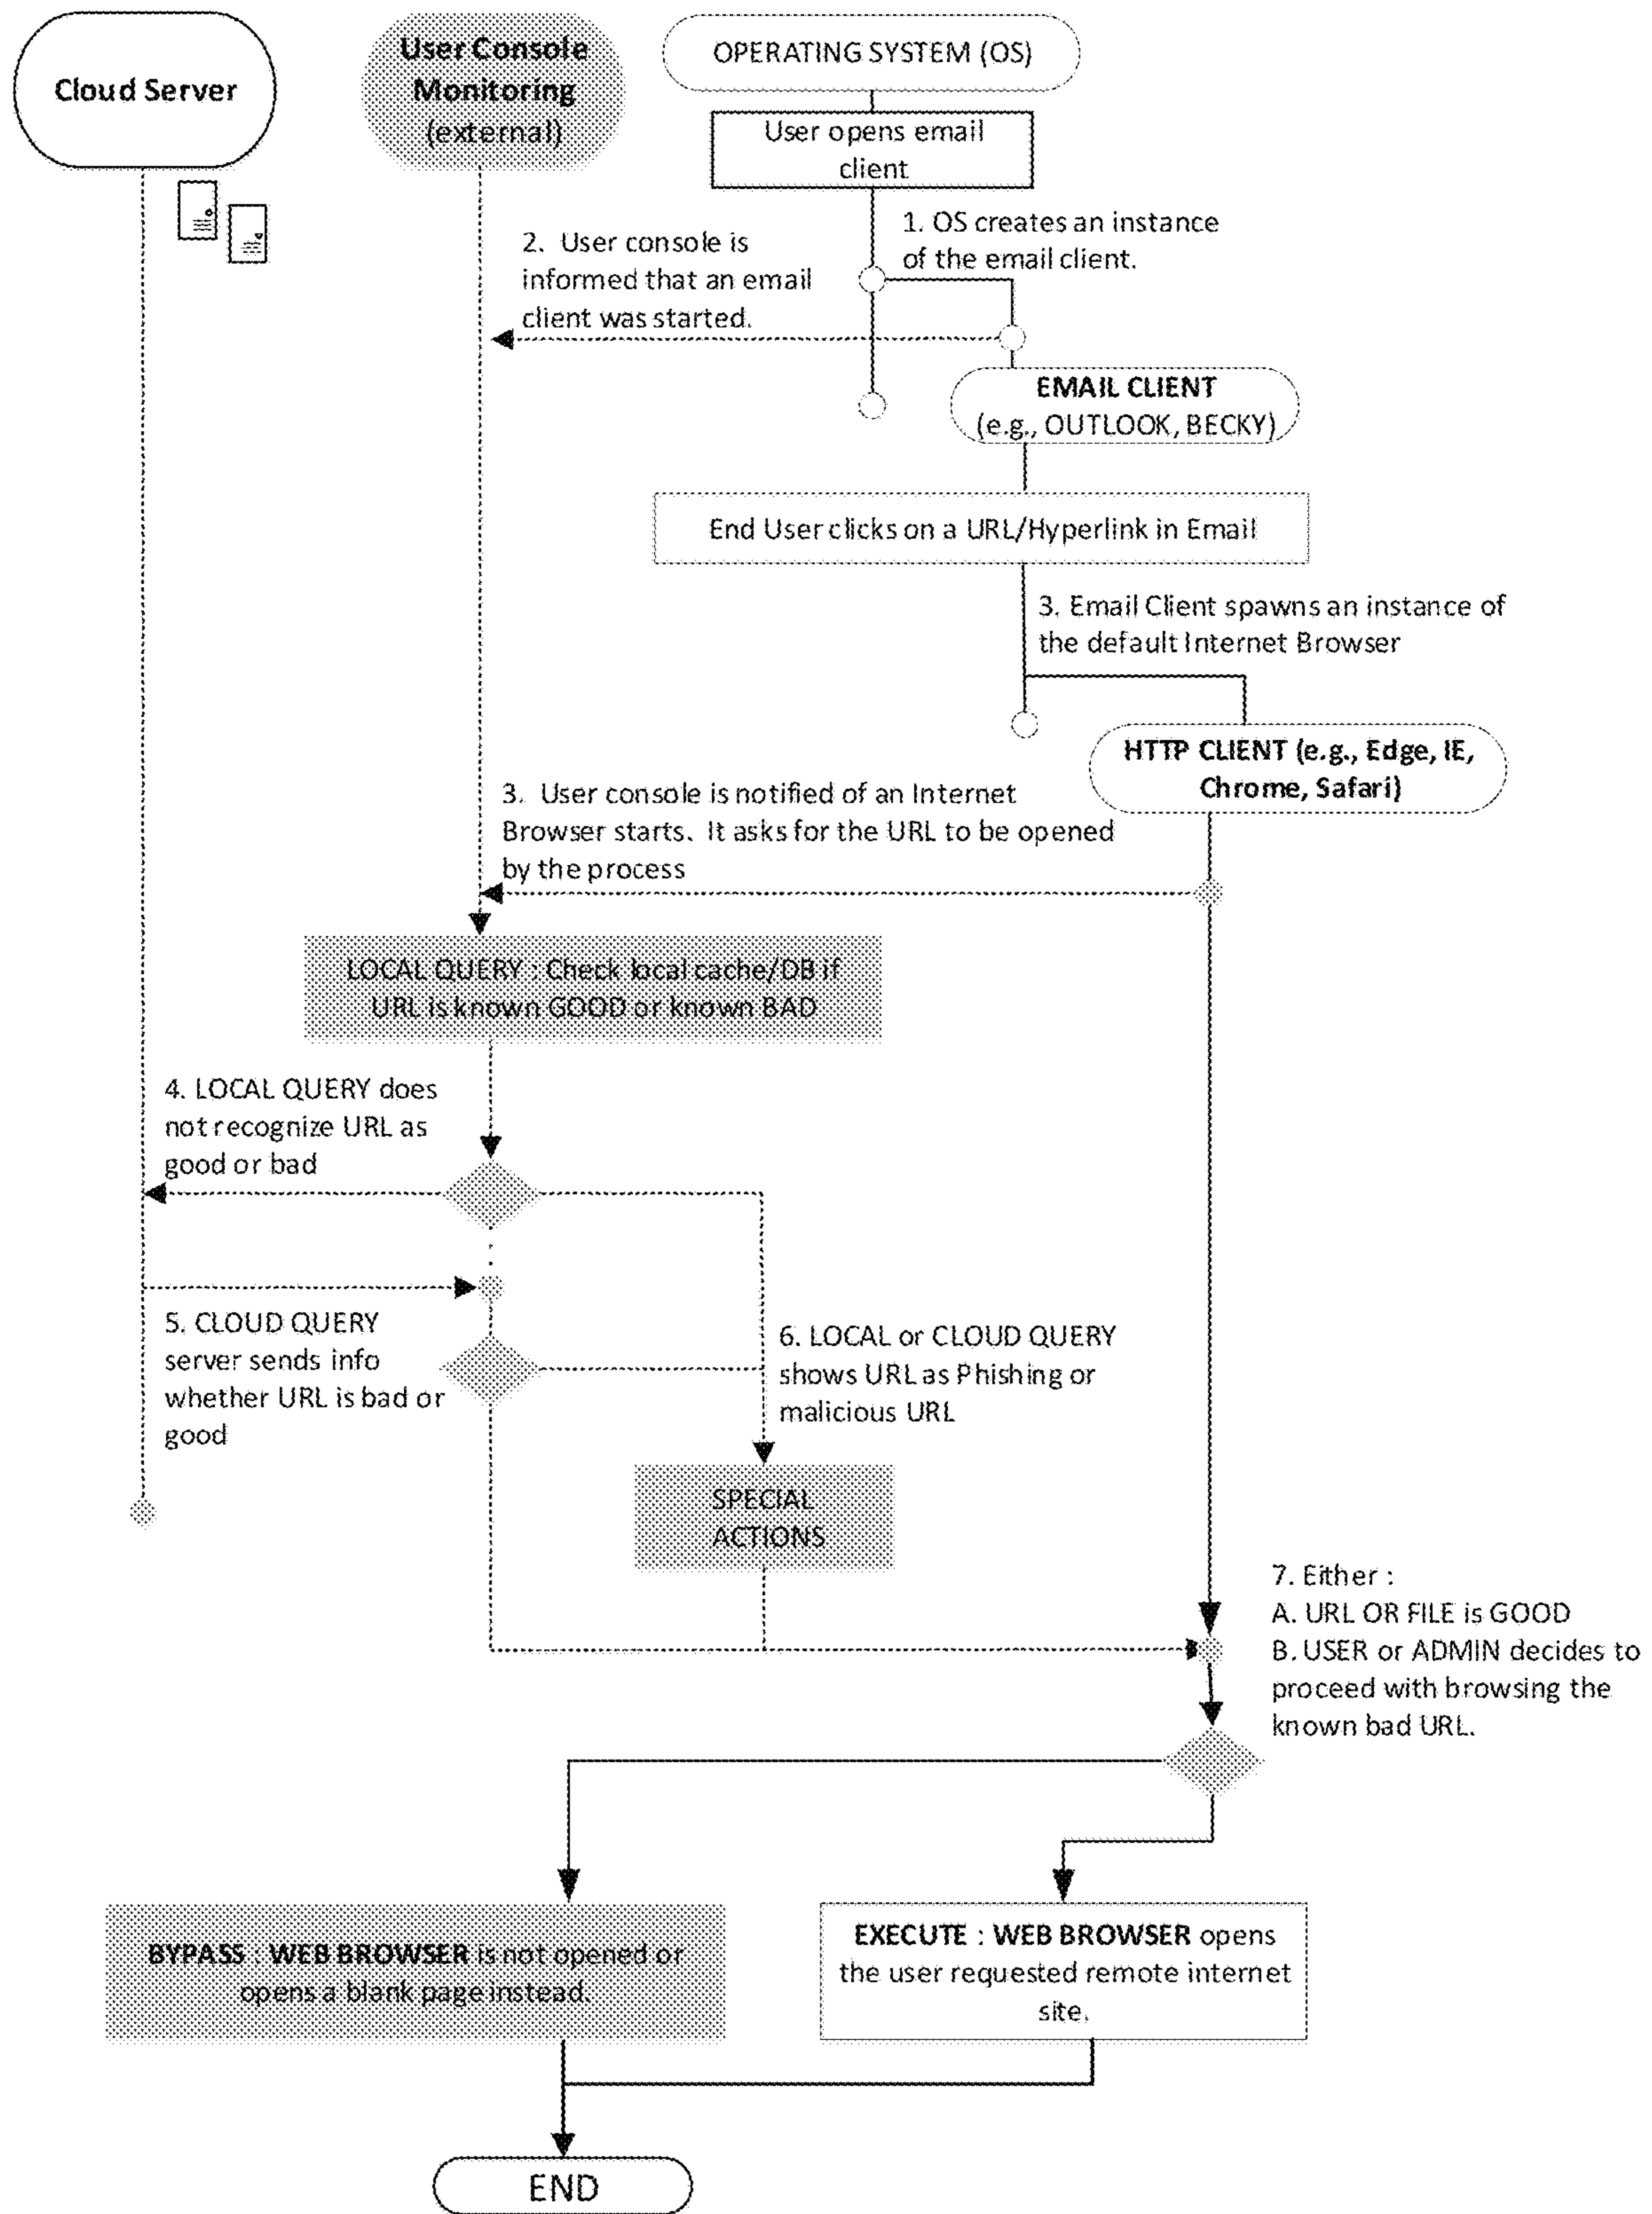 Cloud Server
User Console
Monitoring
(external)
OPERATING SYSTEM (OS)
User opens email
client
1. OS creates an instance
of the email client.
2. User console is
informed that an email
client was started.
EMAIL CLIENT
(e.g., OUTLOOK, BECKY)
End User clicks on a URL/Hyperlink in Email
3. Email Client spawns an instance of
the default Internet Browser
HTTP CLIENT (e.g., Edge, IE,
Chrome, Safari)
3. User console is notified of an Internet
Browser starts. It asks for the URL to be opened
by the process
LOCAL QUERY : Check local cache/DB if
URL is known GOOD or known BAD
4. LOCAL QUERY does
not recognize URL as
good or bad
5. CLOUD QUERY
server sends info
whether URL is bad or
good
6. LOCAL or CLOUD QUERY
shows URL as Phishing or
malicious URL
SPECIAL
ACTIONS
7. Either :
A. URL OR FILE is GOOD
B. USER or ADMIN decides to
proceed with browsing the
known bad URL.
BYPASS : WEB BROWSER is not opened or
opens a blank page instead.
EXECUTE : WEB BROWSER opens
the user requested remote internet
site.
END